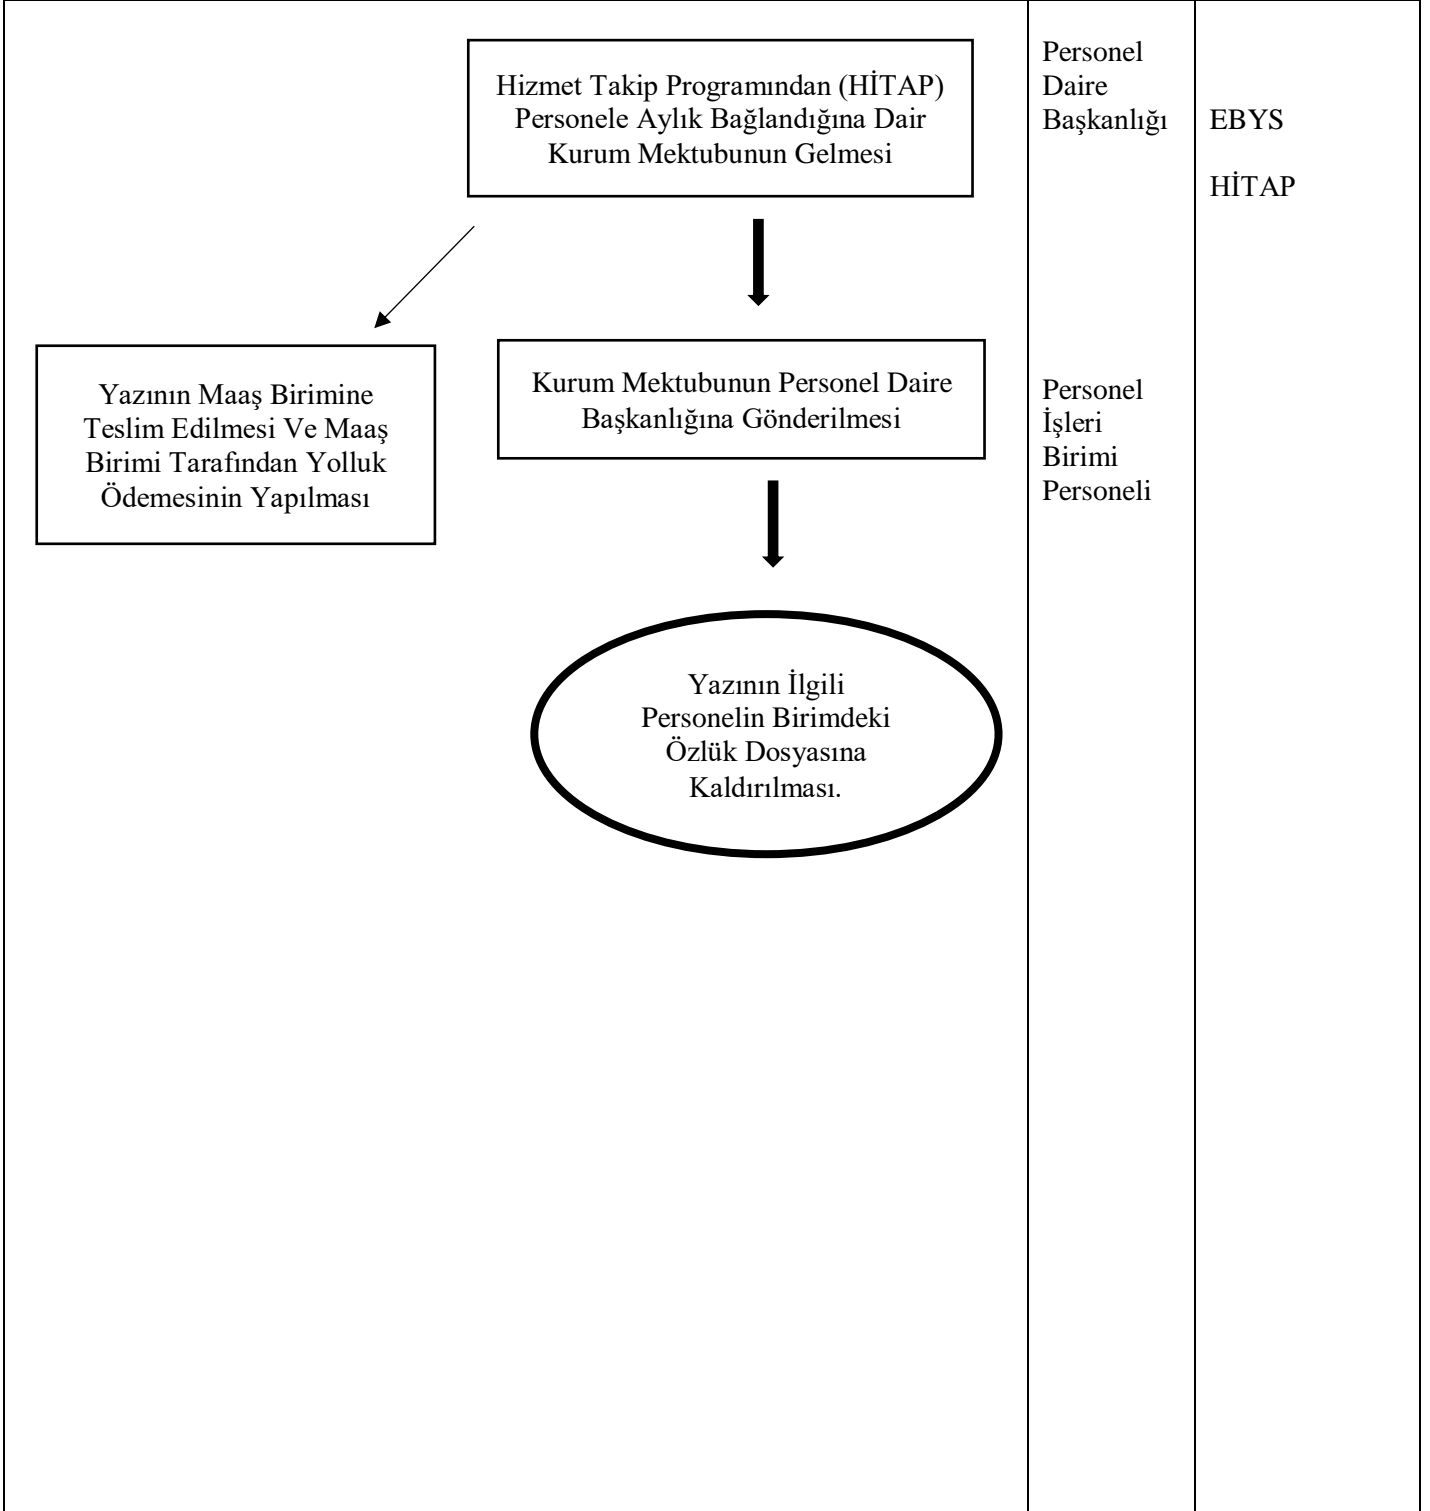 Hizmet Takip Programından (HİTAP)
Personele Aylık Bağlandığına Dair
Kurum Mektubunun Gelmesi
Personel
Daire
Başkanlığı
EBYS
HİTAP
Yazının Maaş Birimine
Teslim Edilmesi Ve Maaş
Birimi Tarafından Yolluk
Ödemesinin Yapılması
Kurum Mektubunun Personel Daire
Başkanlığına Gönderilmesi
Personel
İşleri
Birimi
Personeli
Yazının İlgili
Personelin Birimdeki
Özlük Dosyasına
Kaldırılması.